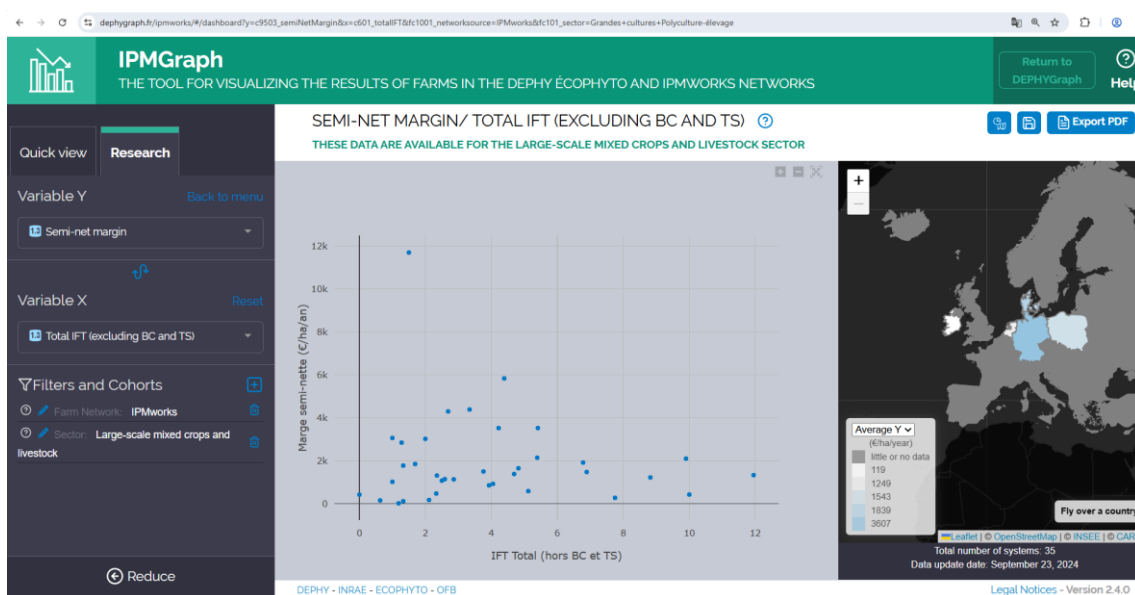 dephygraph.fr/ipmworks/#/dashboard?y=c9503_semiNetMargin&x=c601_totalIFT&fc1001_networksource=IPMworks&fc101_sector=Grandes+cultures+Polyculture-élevage
IPMGraph
THE TOOL FOR VISUALIZING THE RESULTS OF FARMS IN THE DEPHY ÉCOPHYTO AND IPMWORKS NETWORKS
Return to
DEPHYGraph
Help
Quick view
Research
Variable Y
Back to menu
Semi-net margin
Variable X
Reset
Total IFT (excluding BC and TS)
Filters and Cohorts
Farm Network: IPMworks
Sector: Large-scale mixed crops and
livestock
Reduce
SEMI-NET MARGIN/ TOTAL IFT (EXCLUDING BC AND TS)
THESE DATA ARE AVAILABLE FOR THE LARGE-SCALE MIXED CROPS AND LIVESTOCK SECTOR
Export PDF
Marge semi-nette (€/ha/an)
12k
10k
8k
6k
4k
2k
0
0
2
4
6
8
10
12
IFT Total (hors BC et TS)
+
−
Average Y
(€/ha/year)
little or no data
119
1249
1543
1839
3607
Fly over a country
Leaflet | © OpenStreetMap | © INSEE | © CAR
Total number of systems: 35
Data update date: September 23, 2024
DEPHY - INRAE - ECOPHYTO - OFB
Legal Notices - Version 2.4.0